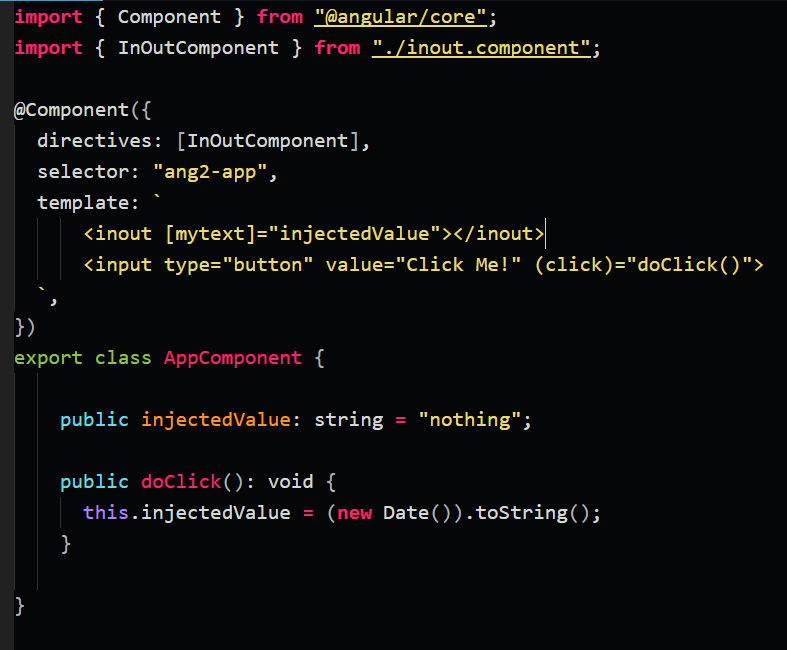 import { Component } from "@angular/core";
import { InOutComponent } from "./inout.component";
@Component({
directives: [InOutComponent],
selector: "ang2-app",
template: `
<inout [mytext]="injectedValue"></inout>
<input type="button" value="Click Me!" (click)="doClick()">
`,
})
export class AppComponent {
public injectedValue: string = "nothing";
public doClick(): void {
this.injectedValue = (new Date()).toString();
}
}